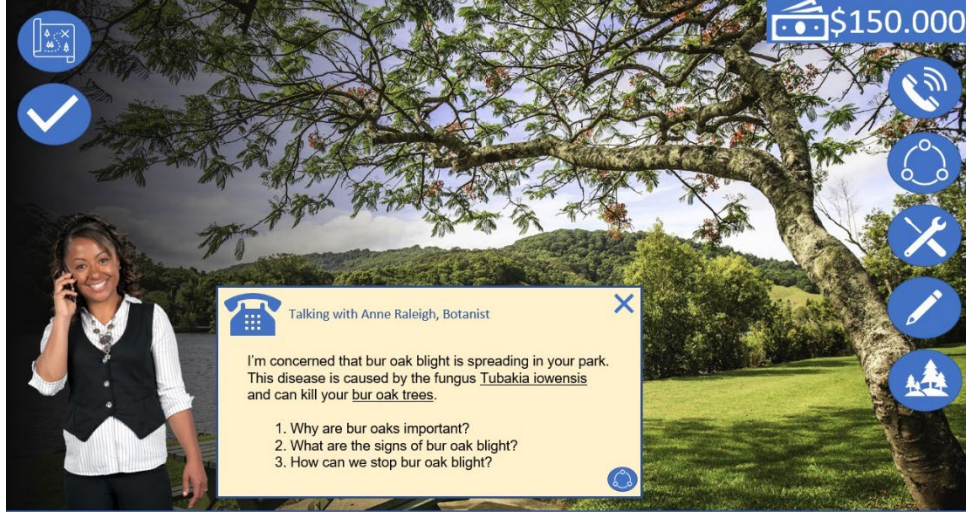 $150.000
Talking with Anne Raleigh, Botanist
I'm concerned that bur oak blight is spreading in your park.
This disease is caused by the fungus Tubakia iowensis
and can kill your bur oak trees.
1. Why are bur oaks important?
2. What are the signs of bur oak blight?
3. How can we stop bur oak blight?